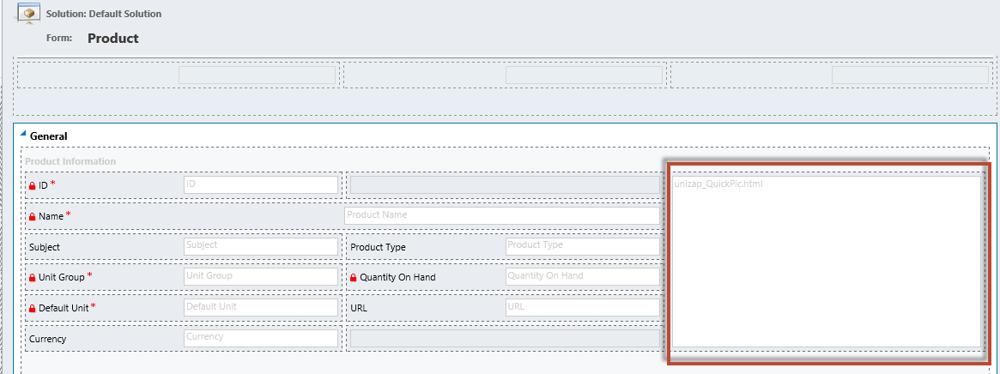 Solution: Default Solution
Form: Product
General
Product Information
ID * ID
unizap_QuickPic.html
Name * Product Name
Subject Subject Product Type Product Type
Unit Group * Unit Group Quantity On Hand Quantity On Hand
Default Unit * Default Unit URL URL
Currency Currency